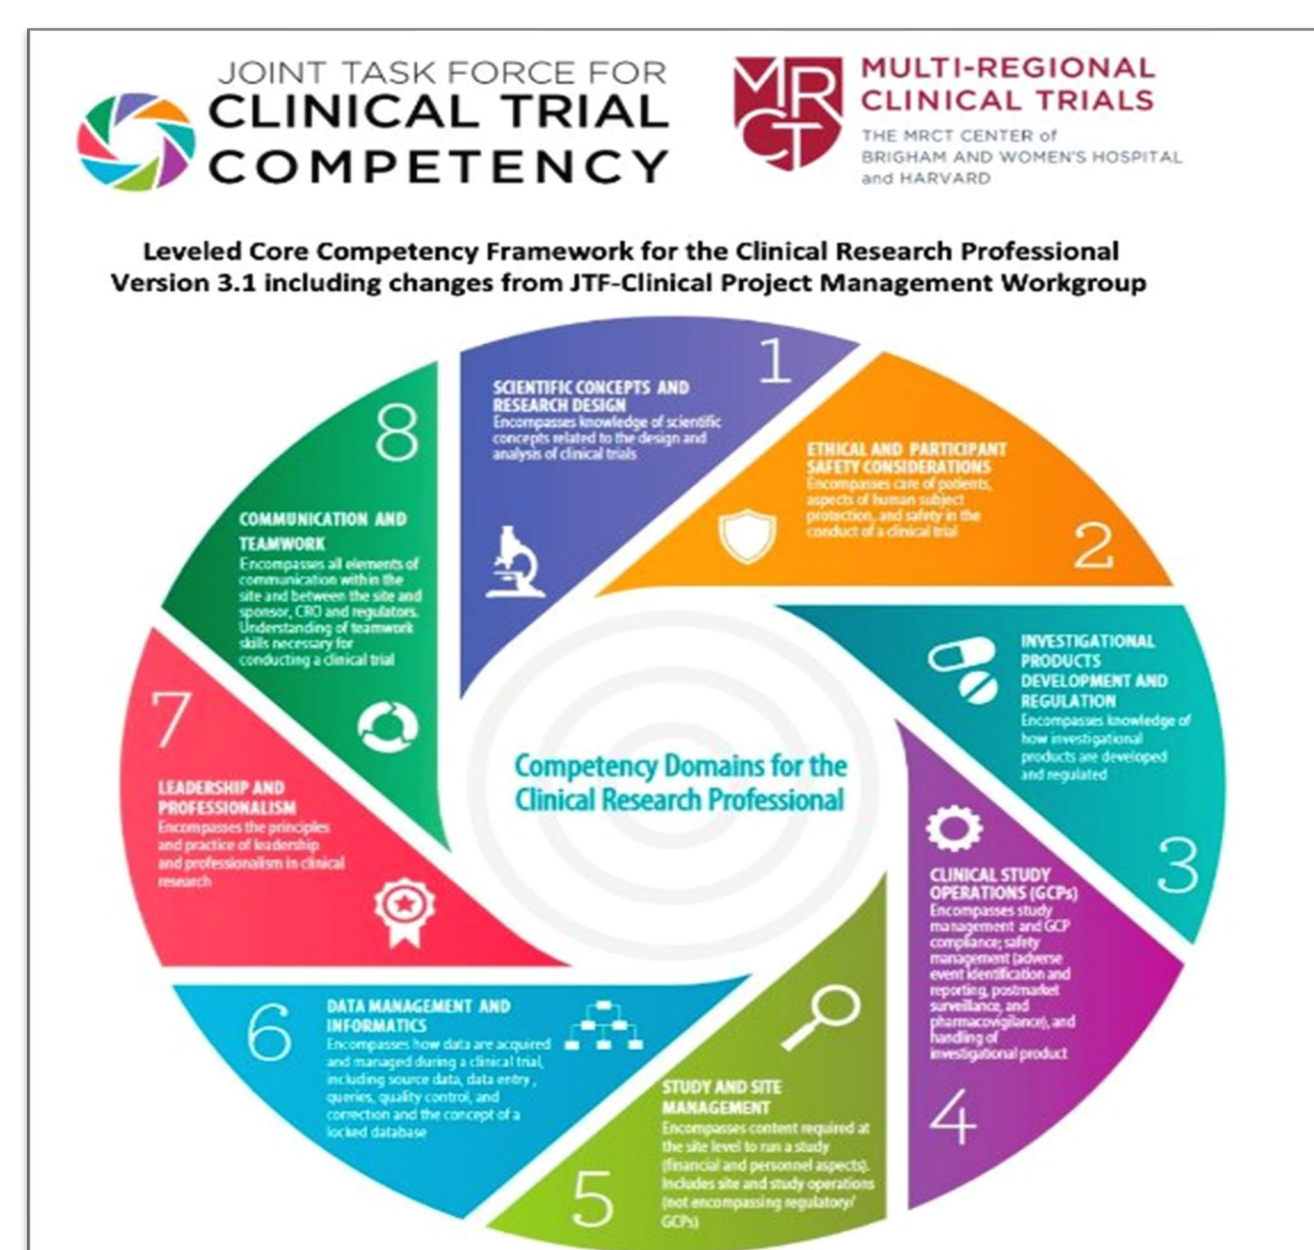 JOINT TASK FORCE FOR
CLINICAL TRIAL
COMPETENCY
MRCT
MULTI-REGIONAL
CLINICAL TRIALS
THE MRCT CENTER of
BRIGHAM AND WOMEN'S HOSPITAL
and HARVARD
Leveled Core Competency Framework for the Clinical Research Professional
Version 3.1 including changes from JTF-Clinical Project Management Workgroup
1
SCIENTIFIC CONCEPTS AND
RESEARCH DESIGN
Encompasses knowledge of scientific
concepts related to the design and
analysis of clinical trials
ETHICAL AND PARTICIPANT
SAFETY CONSIDERATIONS
Encompasses care of patients,
aspects of human subject
protection, and safety in the
conduct of a clinical trial
2
INVESTIGATIONAL
PRODUCTS
DEVELOPMENT AND
REGULATION
Encompasses knowledge of
how investigational
products are developed
and regulated
3
CLINICAL STUDY
OPERATIONS (GCPs)
Encompasses study
management and GCP
compliance; safety
management (adverse
event identification and
reporting, postmarket
surveillance, and
pharmacovigilance), and
handling of
investigational product
4
STUDY AND SITE
MANAGEMENT
Encompasses content required at
the site level to run a study
(financial and personnel aspects).
Includes site and study operations
(not encompassing regulatory/
GCPs)
5
6
DATA MANAGEMENT AND
INFORMATICS
Encompasses how data are acquired
and managed during a clinical trial,
including source data, data entry,
queries, quality control, and
correction and the concept of a
locked database
7
LEADERSHIP AND
PROFESSIONALISM
Encompasses the principles
and practice of leadership
and professionalism in clinical
research
8
COMMUNICATION AND
TEAMWORK
Encompasses all elements of
communication within the
site and between the site and
sponsor, CRO and regulators.
Understanding of teamwork
skills necessary for
conducting a clinical trial
Competency Domains for the
Clinical Research Professional